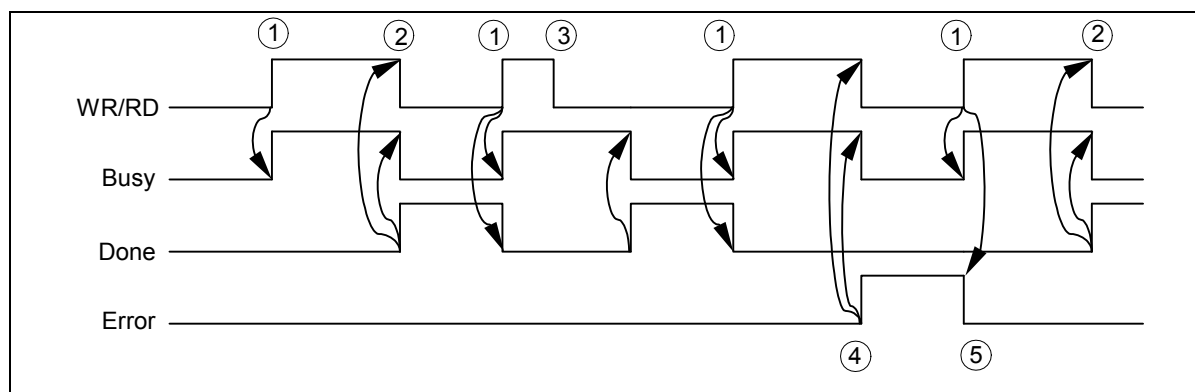 ① ② ① ③ ① ① ②
WR/RD
Busy
Done
Error
④ ⑤